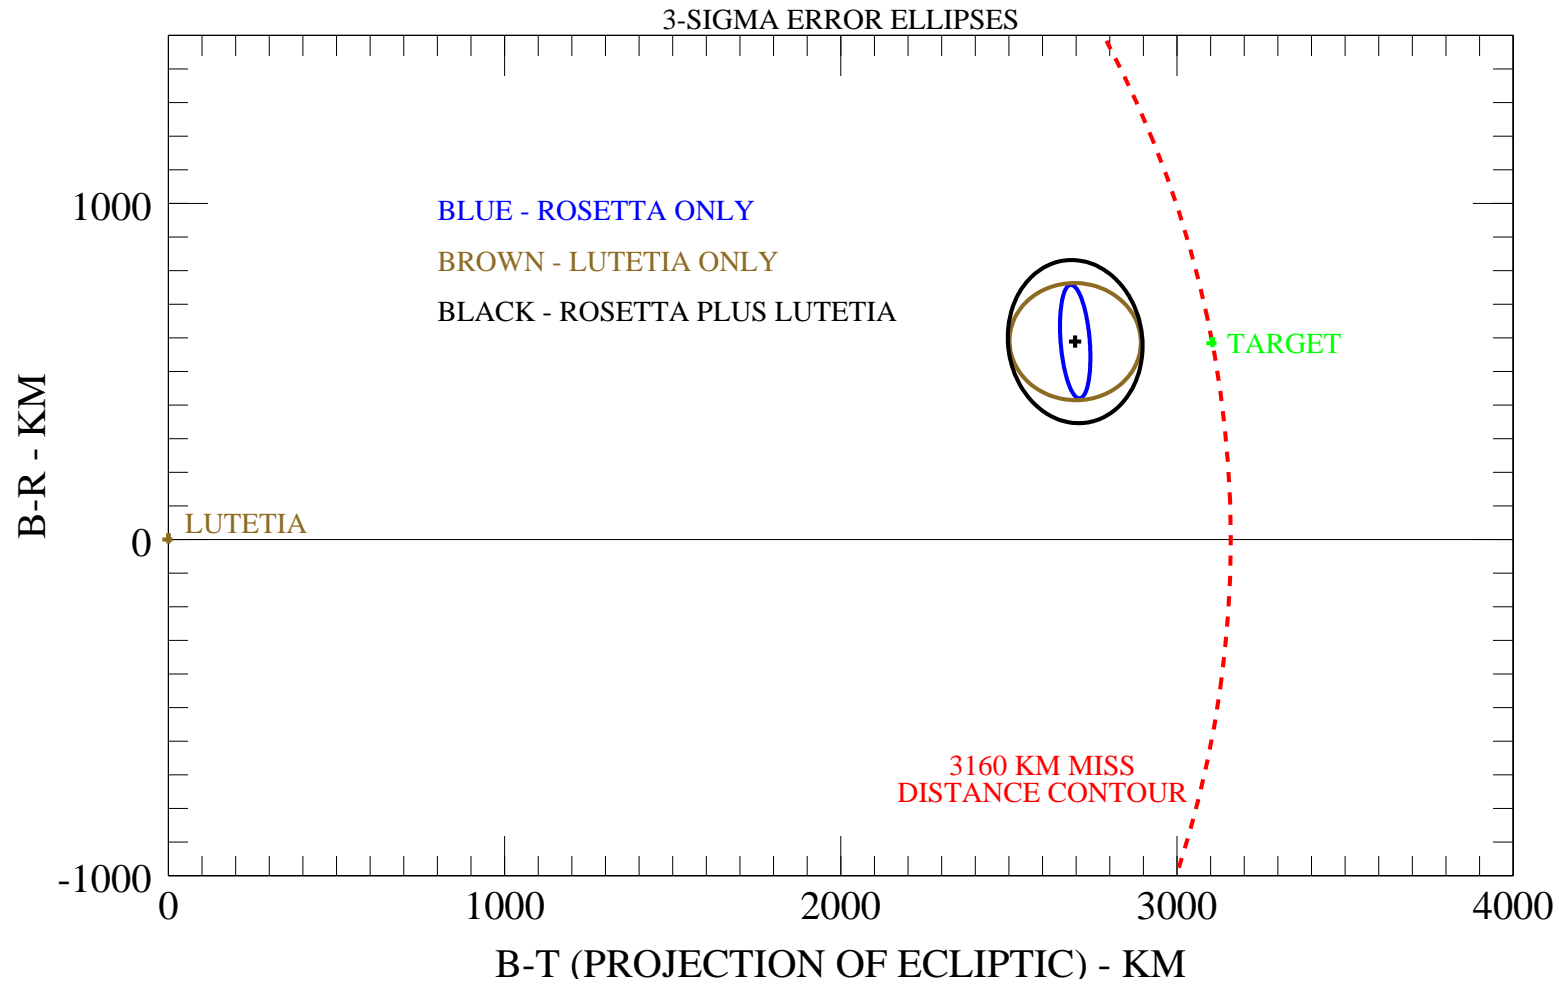 3-SIGMA ERROR ELLIPSES
1000
BLUE - ROSETTA ONLY
BROWN - LUTETIA ONLY
BLACK - ROSETTA PLUS LUTETIA
TARGET
B-R - KM
LUTETIA
0
3160 KM MISS
DISTANCE CONTOUR
-1000
0 1000 2000 3000 4000
B-T (PROJECTION OF ECLIPTIC) - KM